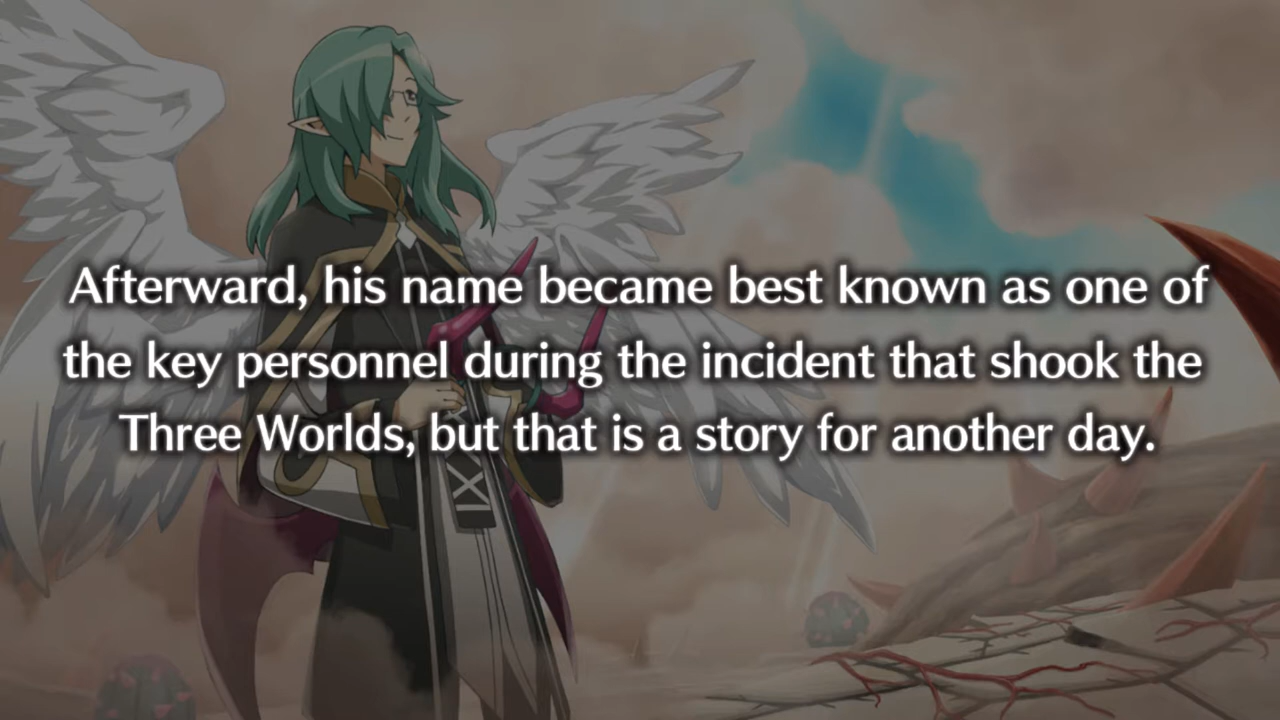 Afterward, his name became best known as one of
the key personnel during the incident that shook the
Three Worlds, but that is a story for another day.